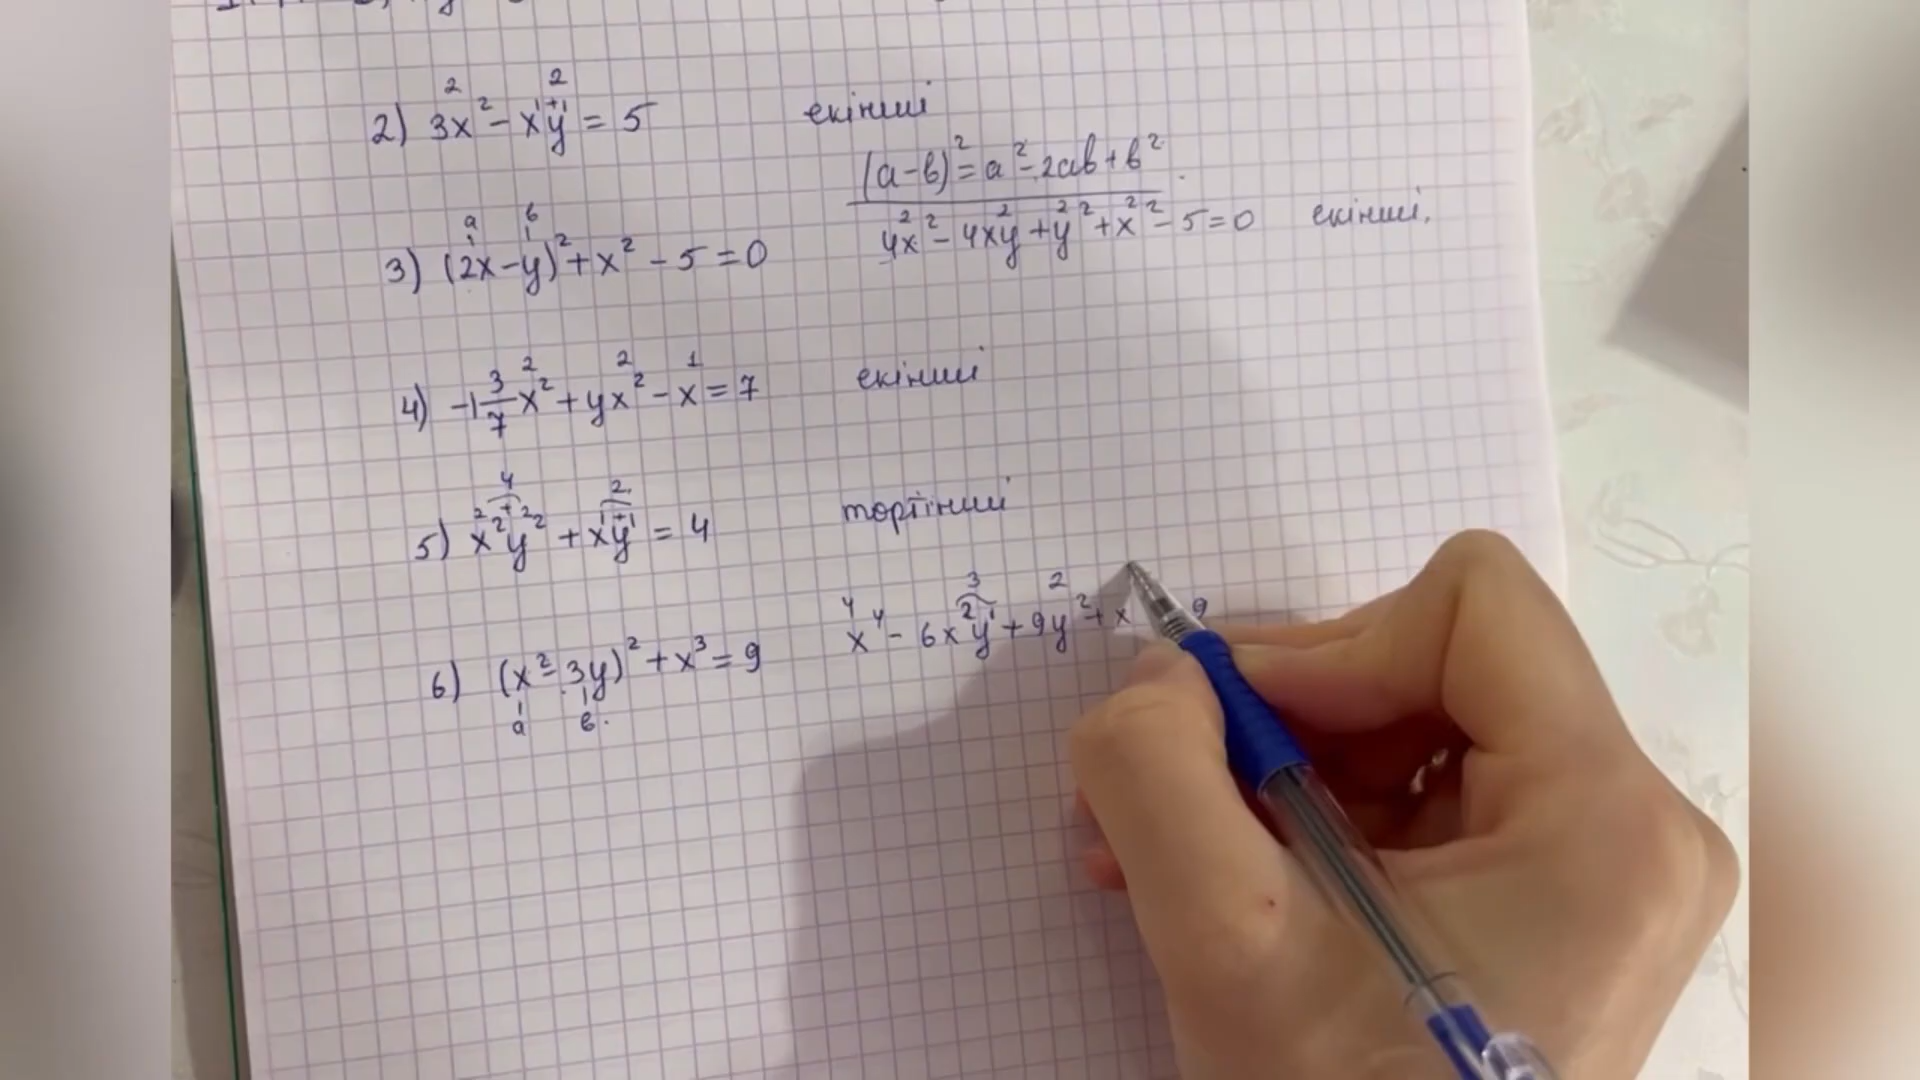 2) 3x² - xy = 5 екінші
(a-b)² = a² - 2ab + b²
3) (2x-y)² + x² - 5 = 0 4x² - 4xy + y² + x² - 5 = 0 екінші.
4) -1 3/7 x² + yx² - x = 7 екінші
5) x²y² + xy = 4 төртінші
6) (x² - 3y)² + x³ = 9 x⁴ - 6x²y + 9y² + x 9
a b.